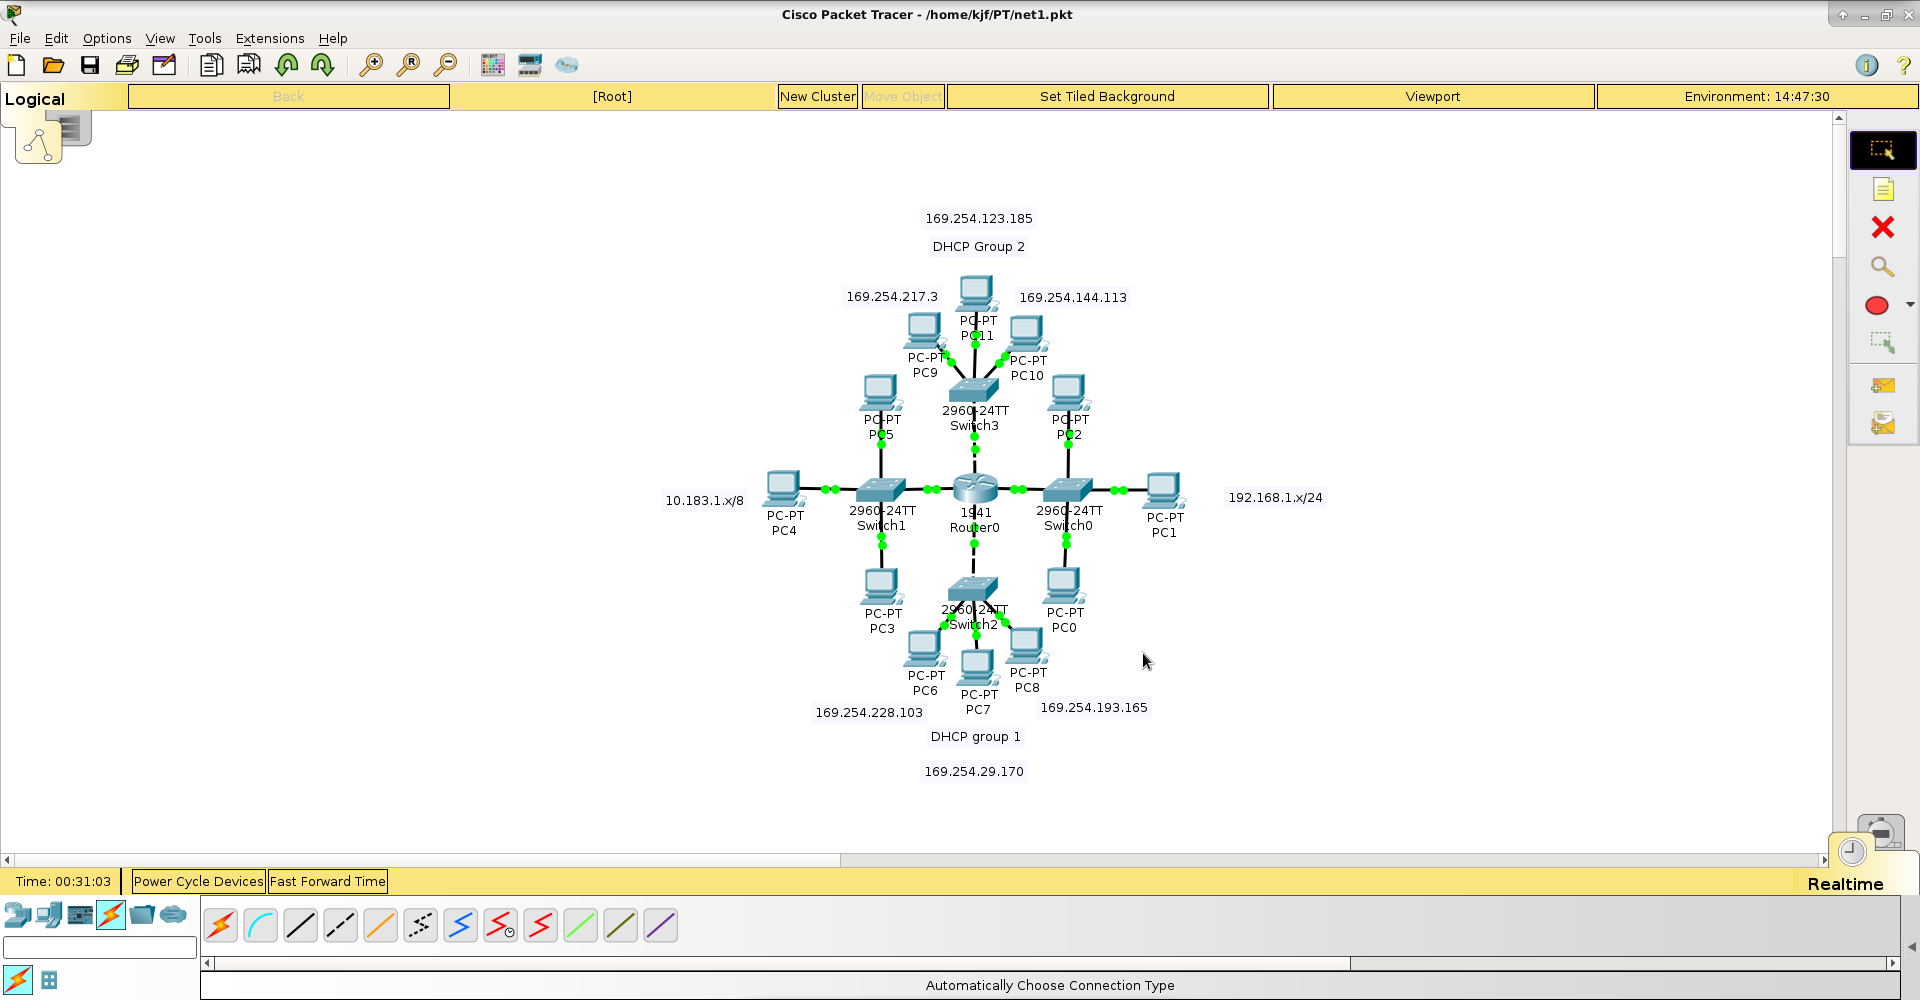 Cisco Packet Tracer - /home/kjf/PT/net1.pkt
File Edit Options View Tools Extensions Help
Logical
Back
[Root]
New Cluster
Move Object
Set Tiled Background
Viewport
Environment: 14:47:30
169.254.123.185
DHCP Group 2
169.254.217.3
169.254.144.113
PC-PT
PC11
PC-PT
PC9
PC-PT
PC10
2960-24TT
Switch3
PC-PT
PC5
PC-PT
PC2
10.183.1.x/8
192.168.1.x/24
PC-PT
PC4
2960-24TT
Switch1
1941
Router0
2960-24TT
Switch0
PC-PT
PC1
PC-PT
PC3
2960-24TT
Switch2
PC-PT
PC0
PC-PT
PC6
PC-PT
PC7
PC-PT
PC8
169.254.228.103
169.254.193.165
DHCP group 1
169.254.29.170
Time: 00:31:03
Power Cycle Devices
Fast Forward Time
Realtime
Automatically Choose Connection Type